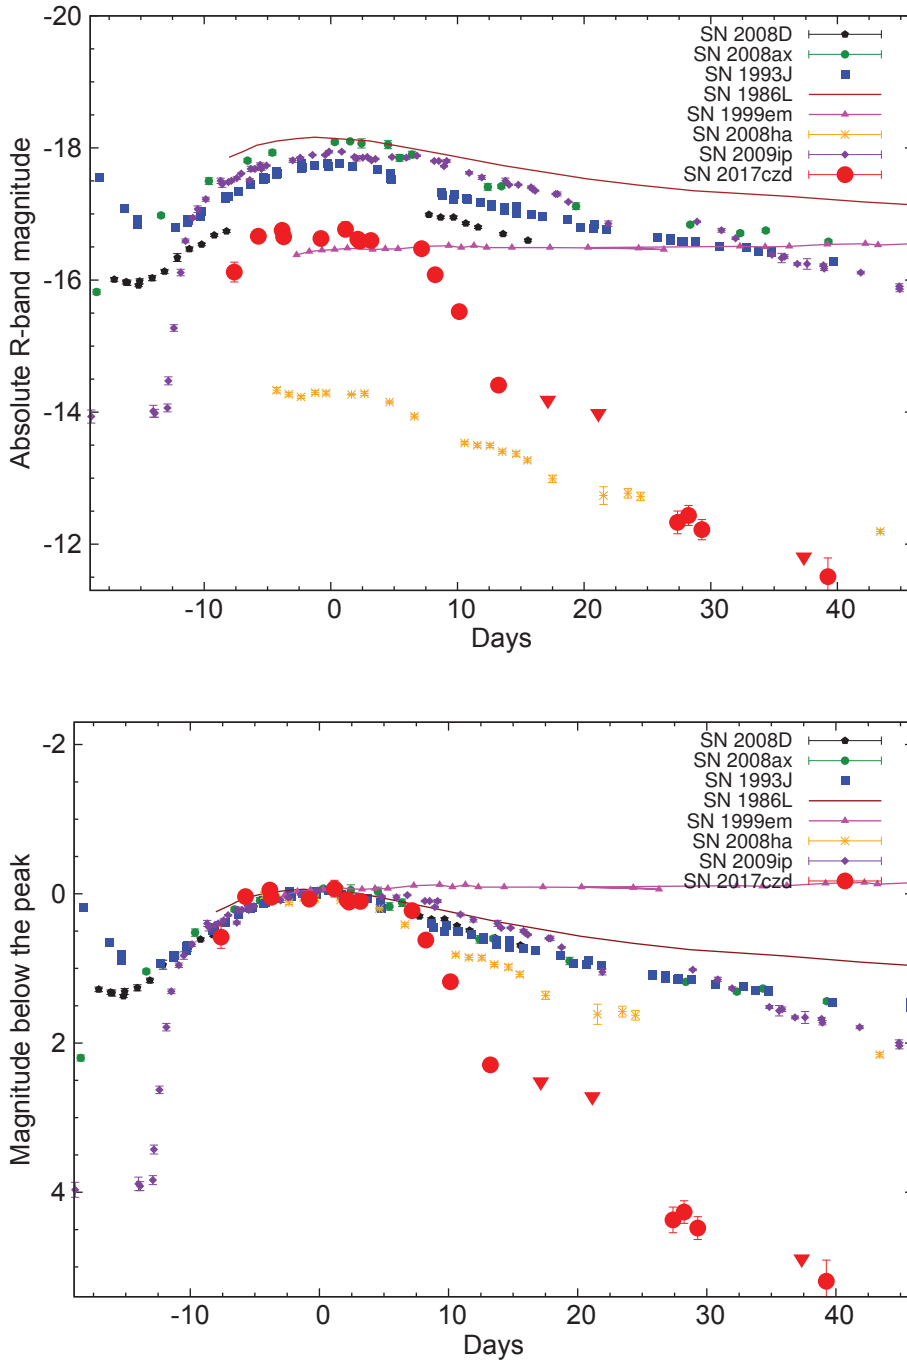 -20
-18
-16
-14
-12
Absolute R-band magnitude
SN 2008D
SN 2008ax
SN 1993J
SN 1986L
SN 1999em
SN 2008ha
SN 2009ip
SN 2017czd
-10 0 10 20 30 40
Days
-2
0
2
4
Magnitude below the peak
SN 2008D
SN 2008ax
SN 1993J
SN 1986L
SN 1999em
SN 2008ha
SN 2009ip
SN 2017czd
-10 0 10 20 30 40
Days